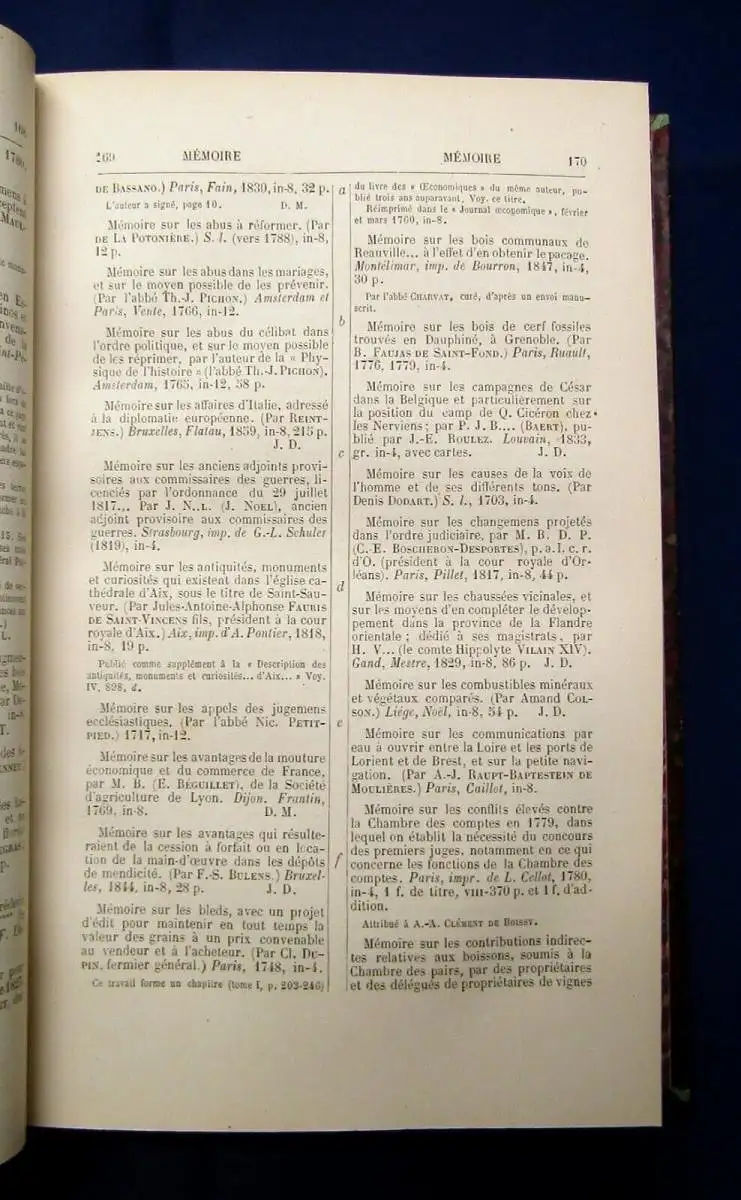 169 MÉMOIRE
DE BASSANO.) Paris, Fain, 1830, in-8, 32 p.
L'auteur a signé, page 10. D. M.
Mémoire sur les abus à réformer. (Par
DE LA POTONIÈRE.) S. l. (vers 1788), in-8,
12 p.
Mémoire sur les abus dans les mariages,
et sur le moyen possible de les prévenir.
(Par l'abbé Th.-J. PICHON.) Amsterdam et
Paris, Vente, 1766, in-12.
Mémoire sur les abus du célibat dans
l'ordre politique, et sur le moyen possible
de les réprimer, par l'auteur de la « Phy-
sique de l'histoire » (l'abbé Th.-J. PICHON).
Amsterdam, 1765, in-12, 58 p.
Mémoire sur les affaires d'Italie, adressé
à la diplomatie européenne. (Par REINT-
JENS.) Bruxelles, Flatau, 1859, in-8, 215 p.
J. D.
Mémoire sur les anciens adjoints provi-
soires aux commissaires des guerres, li-
cenciés par l'ordonnance du 29 juillet
1817... Par J. N..L. (J. NOEL), ancien
adjoint provisoire aux commissaires des
guerres. Strasbourg, imp. de G.-L. Schuler
(1819), in-4.
Mémoire sur les antiquités, monuments
et curiosités qui existent dans l'église ca-
thédrale d'Aix, sous le titre de Saint-Sau-
veur. (Par Jules-Antoine-Alphonse FAURIS
DE SAINT-VINCENS fils, président à la cour
royale d'Aix.) Aix, imp. d'A. Pontier, 1818,
in-8, 19 p.
Publié comme supplément à la « Description des
antiquités, monuments et curiosités... d'Aix... » Voy.
IV, 898, d.
Mémoire sur les appels des jugemens
ecclésiastiques. (Par l'abbé Nic. PETIT-
PIED.) 1717, in-12.
Mémoire sur les avantages de la mouture
économique et du commerce de France,
par M. B. (E. BÉGUILLET), de la Société
d'agriculture de Lyon. Dijon. Frantin,
1769, in-8. D. M.
Mémoire sur les avantages qui résulte-
raient de la cession à forfait ou en loca-
tion de la main-d'œuvre dans les dépôts
de mendicité. (Par F.-S. BULENS.) Bruxel-
les, 1844, in-8, 28 p. J. D.
Mémoire sur les bleds, avec un projet
d'édit pour maintenir en tout temps la
valeur des grains à un prix convenable
au vendeur et à l'acheteur. (Par Cl. DU-
PIN, fermier général.) Paris, 1748, in-4.
Ce travail forme un chapitre (tome I, p. 203-246)
a
b
c
d
e
f
MÉMOIRE 170
du livre des « Œconomiques » du même auteur, pu-
blié trois ans auparavant. Voy. ce titre.
Réimprimé dans le « Journal œconomique », février
et mars 1760, in-8.
Mémoire sur les bois communaux de
Reauville... à l'effet d'en obtenir le pacage.
Montélimar, imp. de Bourron, 1847, in-4,
30 p.
Par l'abbé CHARVAT, curé, d'après un envoi manu-
scrit.
Mémoire sur les bois de cerf fossiles
trouvés en Dauphiné, à Grenoble. (Par
B. FAUJAS DE SAINT-FOND.) Paris, Ruault,
1776, 1779, in-4.
Mémoire sur les campagnes de César
dans la Belgique et particulièrement sur
la position du camp de Q. Cicéron chez
les Nerviens; par P. J. B.... (BAERT), pu-
blié par J.-E. ROULEZ. Louvain, 1833,
gr. in-4, avec cartes. J. D.
Mémoire sur les causes de la voix de
l'homme et de ses différents tons. (Par
Denis DODART.) S. l., 1703, in-4.
Mémoire sur les changemens projetés
dans l'ordre judiciaire, par M. B. D. P.
(C.-E. BOSCHERON-DESPORTES), p. a. l. c. r.
d'O. (président à la cour royale d'Or-
léans). Paris, Pillet, 1817, in-8, 44 p.
Mémoire sur les chaussées vicinales, et
sur les moyens d'en compléter le dévelop-
pement dans la province de la Flandre
orientale; dédié à ses magistrats, par
H. V... (le comte Hippolyte VILAIN XIV).
Gand, Mestre, 1829, in-8, 86 p. J. D.
Mémoire sur les combustibles minéraux
et végétaux comparés. (Par Amand COL-
SON.) Liége, Noël, in-8, 54 p. J. D.
Mémoire sur les communications par
eau à ouvrir entre la Loire et les ports de
Lorient et de Brest, et sur la petite navi-
gation. (Par A.-J. RAUPT-BAPTESTEIN DE
MOULIÈRES.) Paris, Caillot, in-8.
Mémoire sur les conflits élevés contre
la Chambre des comptes en 1779, dans
lequel on établit la nécessité du concours
des premiers juges, notamment en ce qui
concerne les fonctions de la Chambre des
comptes. Paris, impr. de L. Cellot, 1780,
in-4, 1 f. de titre, VIII-370 p. et 1 f. d'ad-
dition.
Attribué à A.-A. CLÉMENT DE BOISSY.
Mémoire sur les contributions indirec-
tes relatives aux boissons, soumis à la
Chambre des pairs, par des propriétaires
et des délégués de propriétaires de vignes